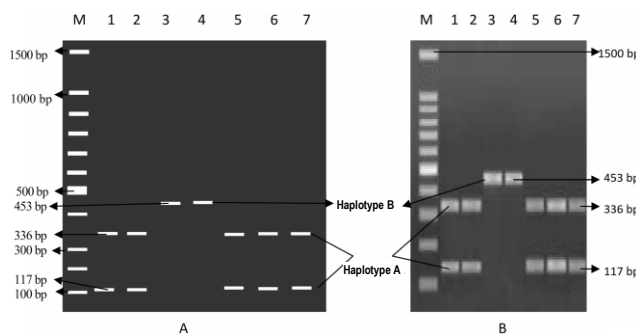 M 1 2 3 4 5 6 7
1500 bp
1000 bp
500 bp
453 bp
336 bp
300 bp
117 bp
100 bp
A
Haplotype B
Haplotype A
M 1 2 3 4 5 6 7
1500 bp
453 bp
336 bp
117 bp
B